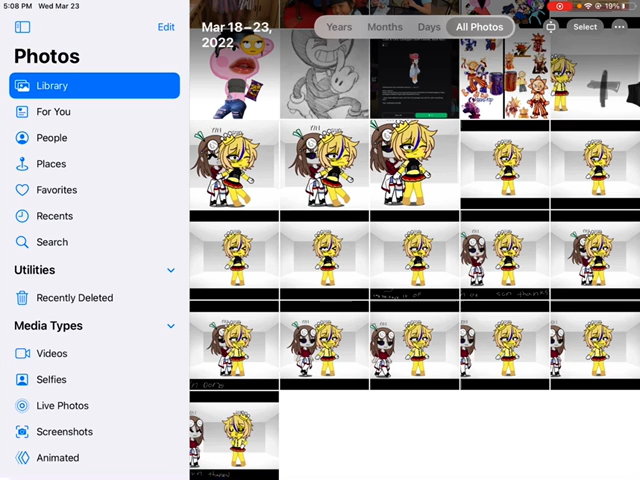 5:08 PM Wed Mar 23
19%
Edit
Mar 18–23,
2022
Years Months Days All Photos
Select
Photos
Library
For You
People
Places
Favorites
Recents
Search
Utilities
Recently Deleted
Media Types
Videos
Selfies
Live Photos
Screenshots
Animated